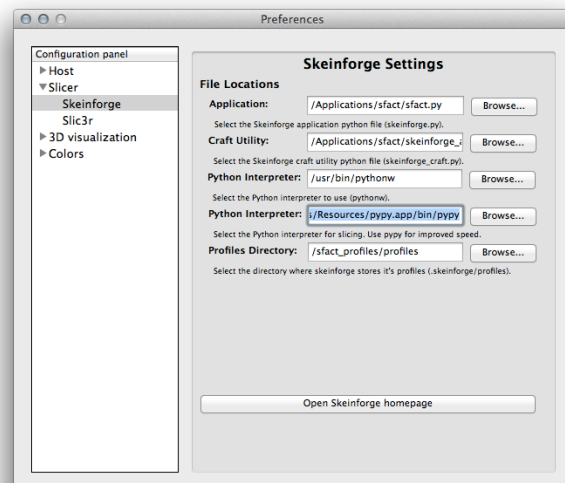 Preferences
Configuration panel
Host
Slicer
Skeinforge
Slic3r
3D visualization
Colors
Skeinforge Settings
File Locations
Application: /Applications/sfact/sfact.py Browse...
Select the Skeinforge application python file (skeinforge.py).
Craft Utility: /Applications/sfact/skeinforge_a Browse...
Select the Skeinforge craft utility python file (skeinforge_craft.py).
Python Interpreter: /usr/bin/pythonw Browse...
Select the Python interpreter to use (pythonw).
Python Interpreter: s/Resources/pypy.app/bin/pypy Browse...
Select the Python interpreter for slicing. Use pypy for improved speed.
Profiles Directory: /sfact_profiles/profiles Browse...
Select the directory where skeinforge stores it's profiles (.skeinforge/profiles).
Open Skeinforge homepage